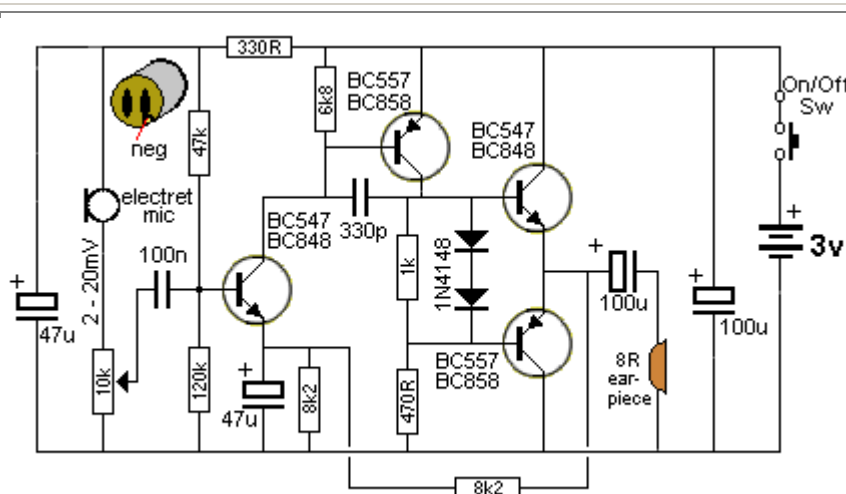 330R
BC557
BC858
6k8
On/Off
Sw
BC547
BC848
neg
47k
electret
mic
BC547
BC848
330p
+
3v
100n
2 - 20mV
1N4148
1k
+
47u
+
100u
+
100u
10k
120k
+
47u
8k2
470R
BC557
BC858
8R
ear-
piece
8k2